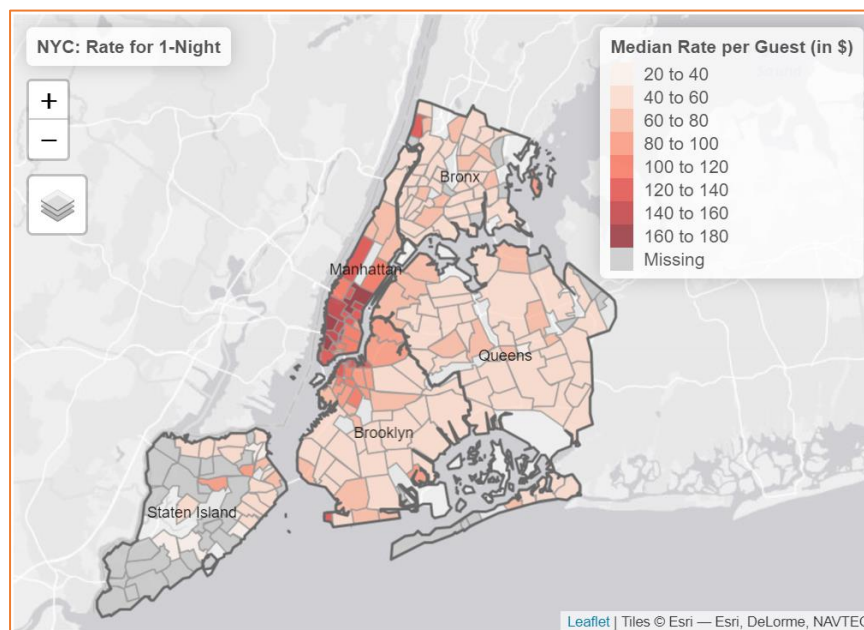 NYC: Rate for 1-Night
+
−
Median Rate per Guest (in $)
20 to 40
40 to 60
60 to 80
80 to 100
100 to 120
120 to 140
140 to 160
160 to 180
Missing
Bronx
Manhattan
Queens
Brooklyn
Staten Island
Leaflet | Tiles © Esri — Esri, DeLorme, NAVTEQ